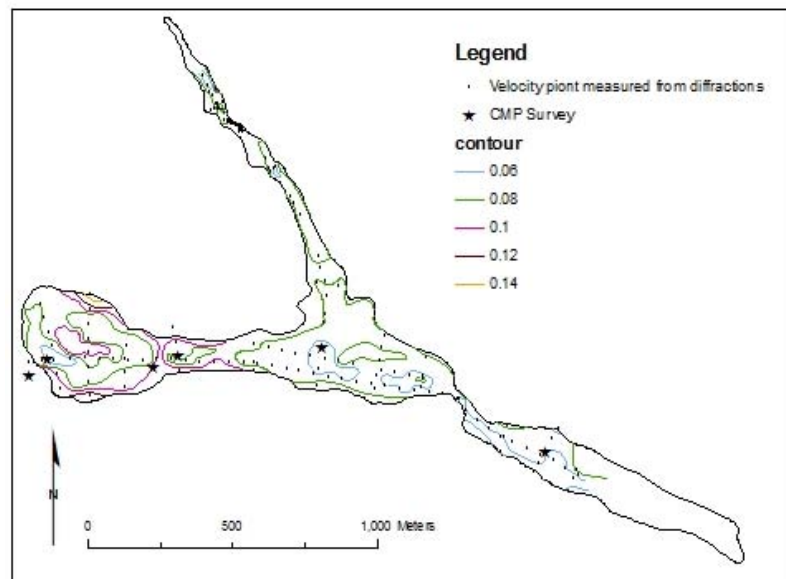 Legend
Velocity piont measured from diffractions
CMP Survey
contour
0.06
0.08
0.1
0.12
0.14
N
0 500 1,000 Meters